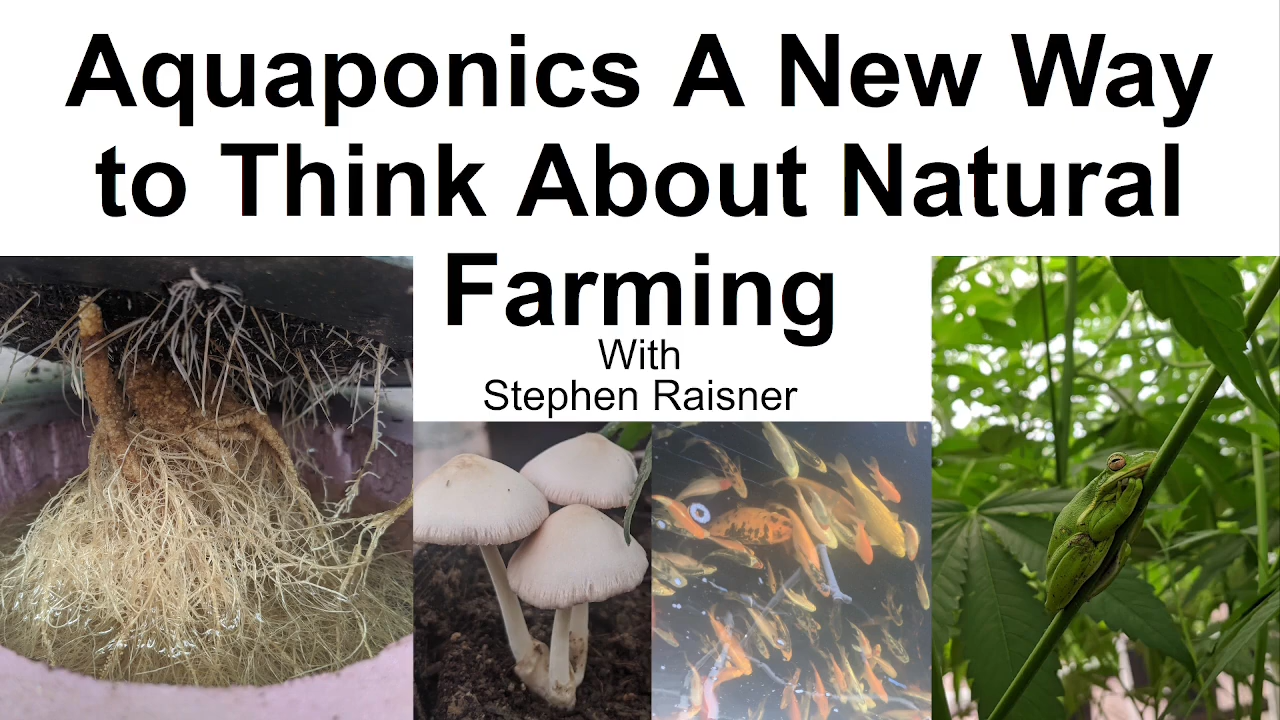 Aquaponics A New Way
to Think About Natural
Farming
With
Stephen Raisner